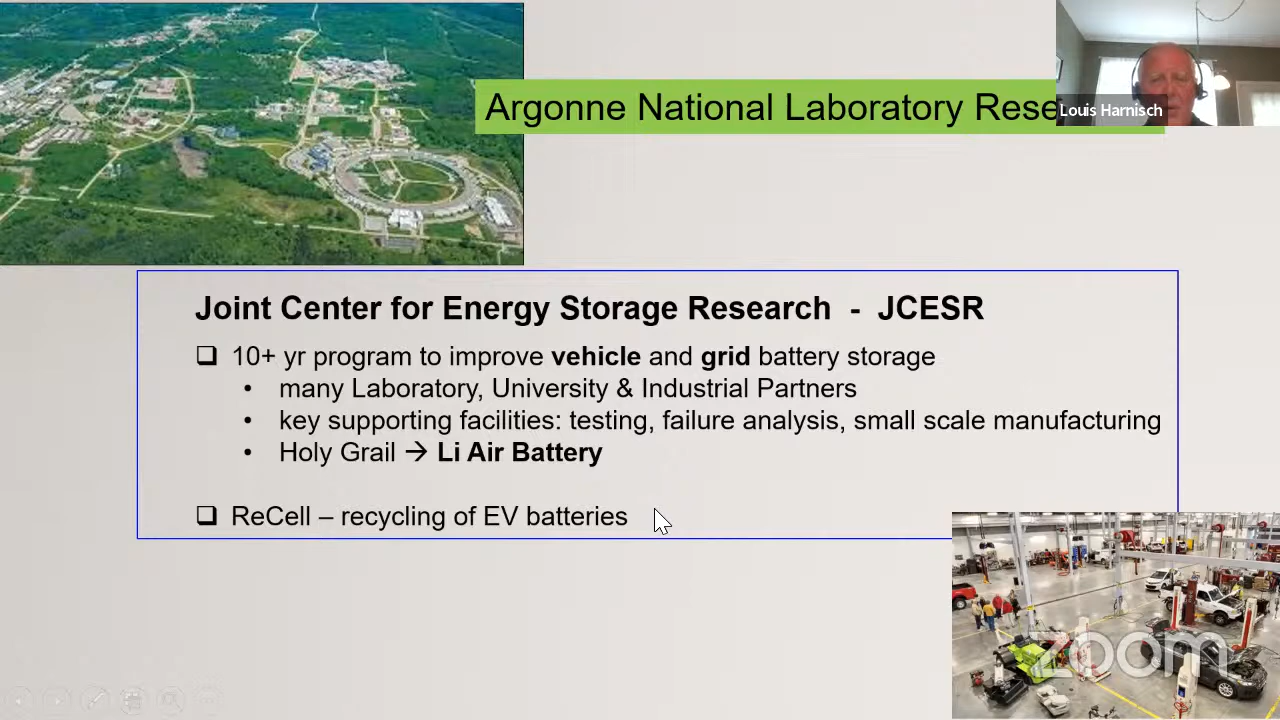 Argonne National Laboratory Rese
Louis Harnisch
Joint Center for Energy Storage Research - JCESR
❑ 10+ yr program to improve vehicle and grid battery storage
• many Laboratory, University & Industrial Partners
• key supporting facilities: testing, failure analysis, small scale manufacturing
• Holy Grail → Li Air Battery
❑ ReCell – recycling of EV batteries
zoom